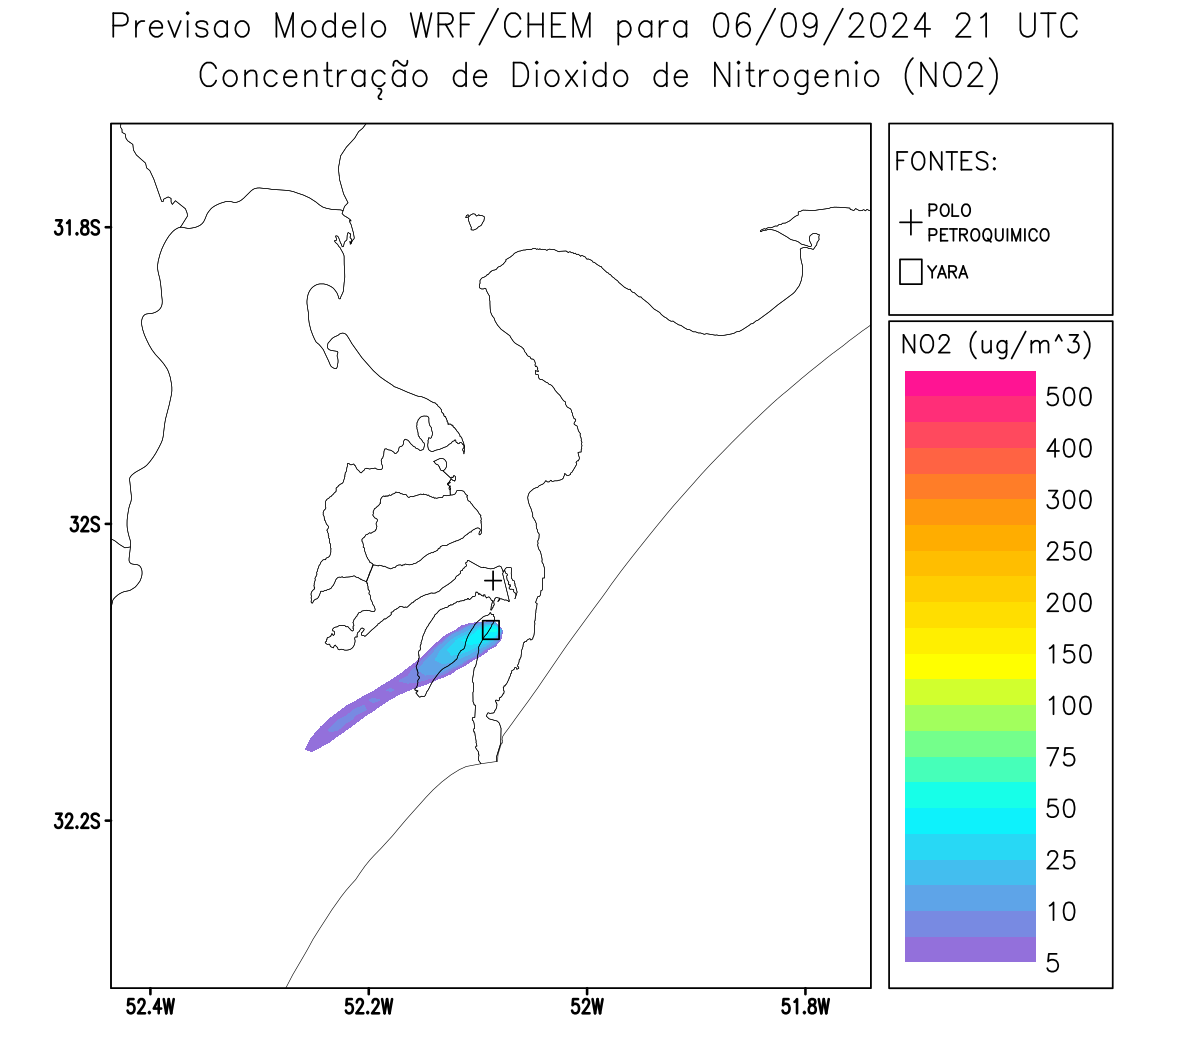 Previsao Modelo WRF/CHEM para 06/09/2024 21 UTC
Concentração de Dioxido de Nitrogenio (NO2)
FONTES:
POLO
PETROQUIMICO
YARA
NO2 (ug/m^3)
500
400
300
250
200
150
100
75
50
25
10
5
31.8S
32S
32.2S
52.4W
52.2W
52W
51.8W